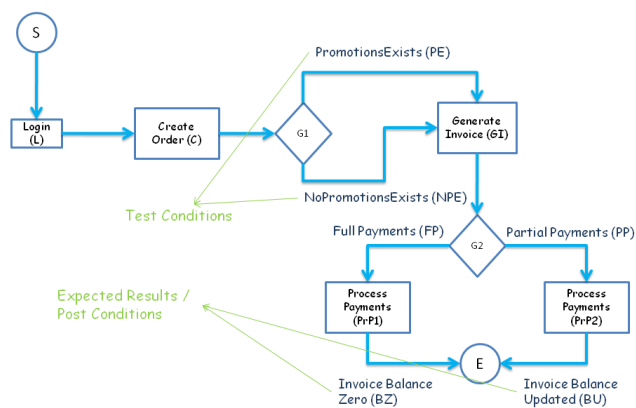 S
PromotionsExists (PE)
Login
(L)
Create
Order (C)
G1
Generate
Invoice (GI)
NoPromotionsExists (NPE)
Test Conditions
Full Payments (FP)
G2
Partial Payments (PP)
Expected Results /
Post Conditions
Process
Payments
(PrP1)
Process
Payments
(PrP2)
E
Invoice Balance
Zero (BZ)
Invoice Balance
Updated (BU)